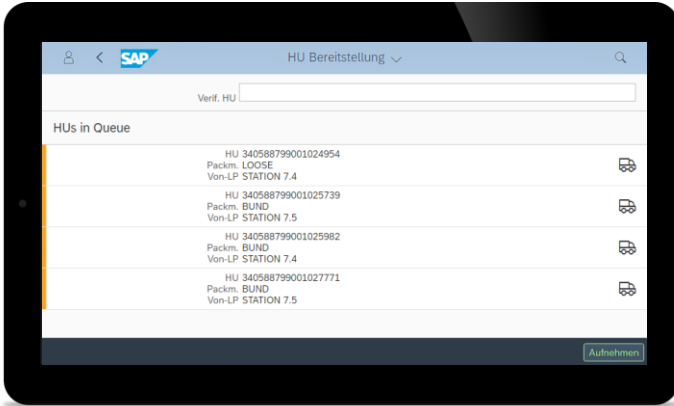 SAP
HU Bereitstellung
Verif. HU
HUs in Queue
HU 340588799001024954
Packm. LOOSE
Von-LP STATION 7.4
HU 340588799001025739
Packm. BUND
Von-LP STATION 7.5
HU 340588799001025982
Packm. BUND
Von-LP STATION 7.4
HU 340588799001027771
Packm. BUND
Von-LP STATION 7.5
Aufnehmen